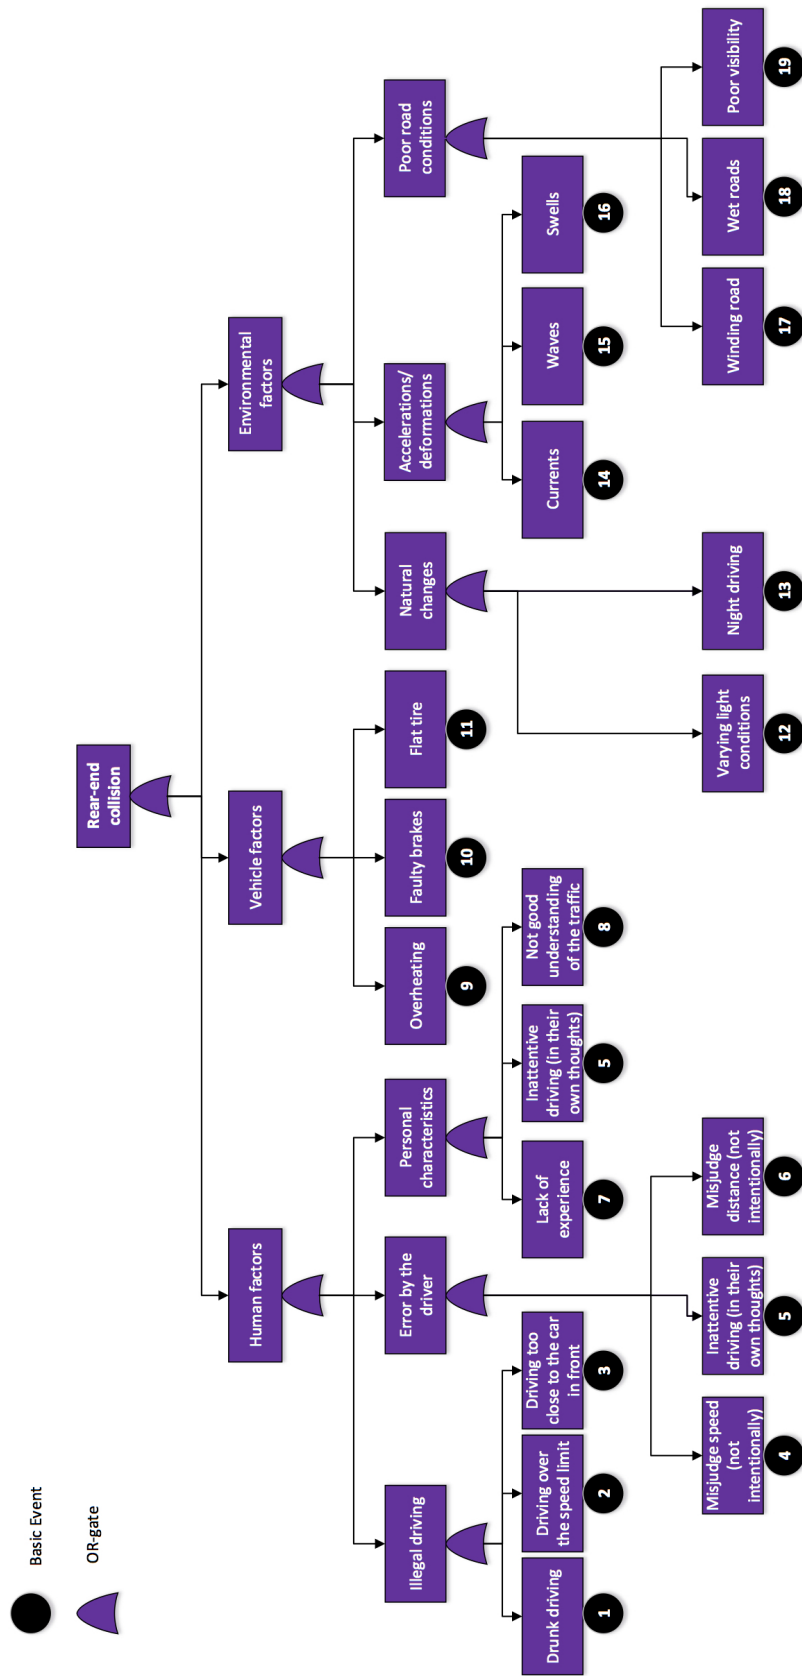 Basic Event
OR-gate
Rear-end
collision
Human factors
Vehicle factors
Environmental
factors
Illegal driving
Error by the
driver
Personal
characteristics
Overheating
9
Faulty brakes
10
Flat tire
11
Natural
changes
Accelerations/
deformations
Poor road
conditions
Drunk driving
1
Driving over
the speed limit
2
Driving too
close to the car
in front
3
Lack of
experience
7
Inattentive
driving (in their
own thoughts)
5
Not good
understanding
of the traffic
8
Currents
14
Waves
15
Swells
16
Misjudge speed
(not
intentionally)
4
Inattentive
driving (in their
own thoughts)
5
Misjudge
distance (not
intentionally)
6
Varying light
conditions
12
Night driving
13
Winding road
17
Wet roads
18
Poor visibility
19